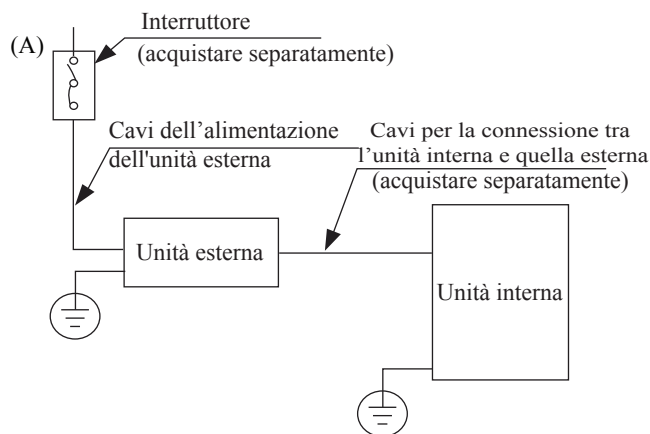 (A)
Interruttore
(acquistare separatamente)
Cavi dell’alimentazione
dell'unità esterna
Cavi per la connessione tra
l’unità interna e quella esterna
(acquistare separatamente)
Unità esterna
Unità interna